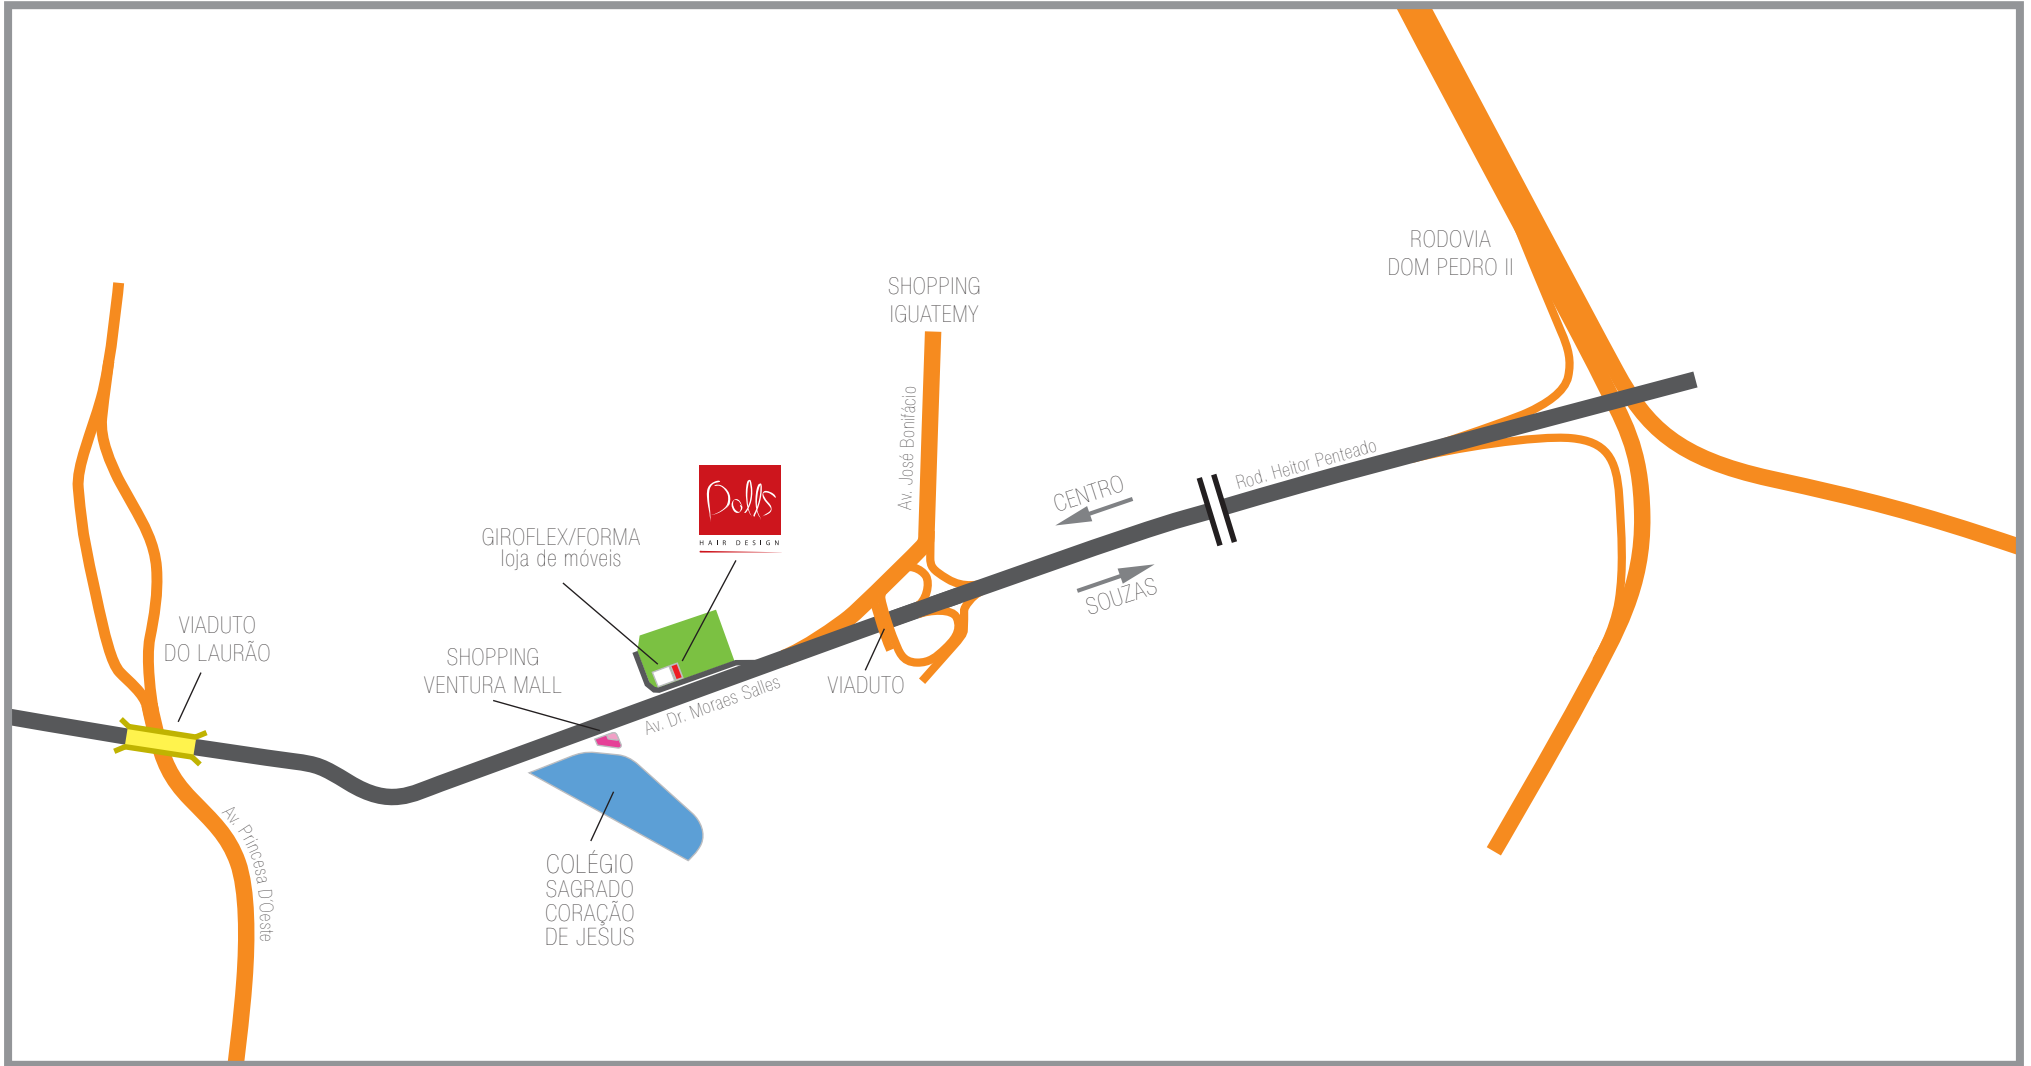 RODOVIA
DOM PEDRO II
SHOPPING
IGUATEMY
Av. José Bonifácio
Rod. Heitor Penteado
CENTRO
SOUZAS
Dolls
HAIR DESIGN
GIROFLEX/FORMA
loja de móveis
VIADUTO
DO LAURÃO
SHOPPING
VENTURA MALL
Av. Dr. Moraes Salles
VIADUTO
Av. Princesa D'Oeste
COLÉGIO
SAGRADO
CORAÇÃO
DE JESUS